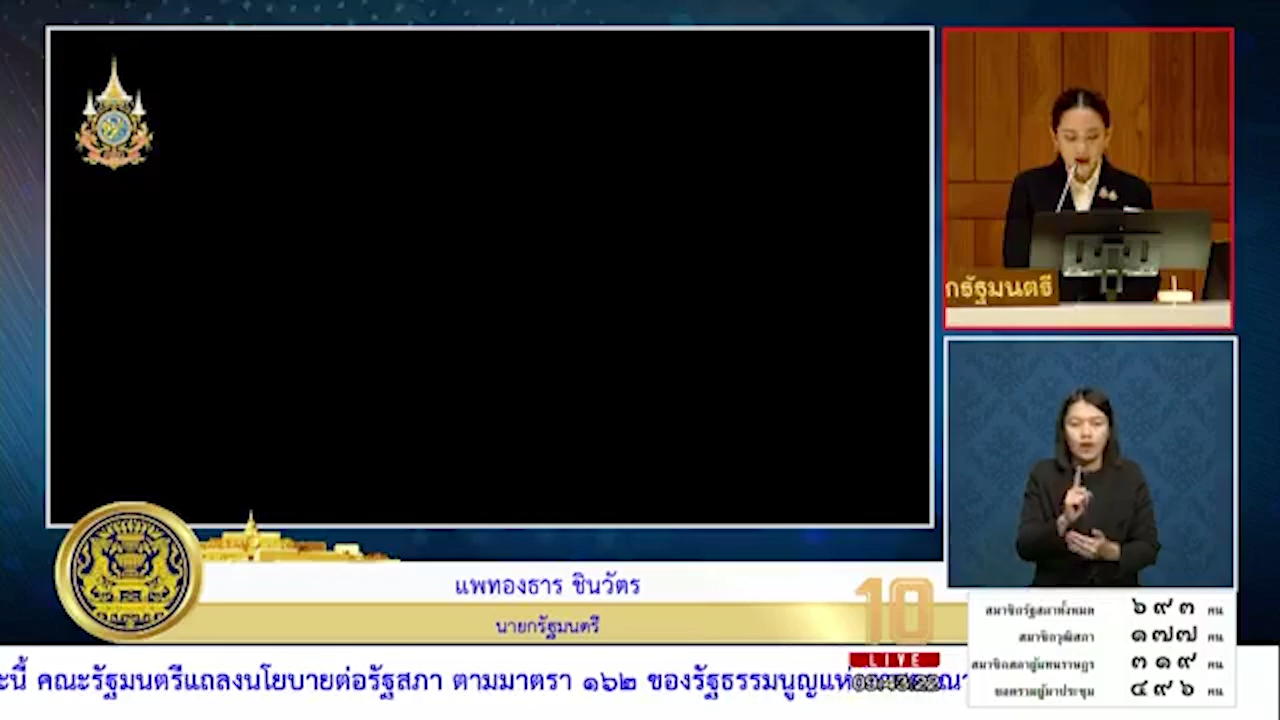 กรัฐมนตรี
แพทองธาร ชินวัตร
นายกรัฐมนตรี
10
LIVE
สมาชิกรัฐสภาทั้งหมด ๖๙๓ คน
สมาชิกวุฒิสภา ๑๗๗ คน
สมาชิกสภาผู้แทนราษฎร ๓๑๙ คน
ยอดรวมผู้มาประชุม ๔๙๖ คน
ะนี้ คณะรัฐมนตรีแถลงนโยบายต่อรัฐสภา ตามมาตรา ๑๖๒ ของรัฐธรรมนูญแห่